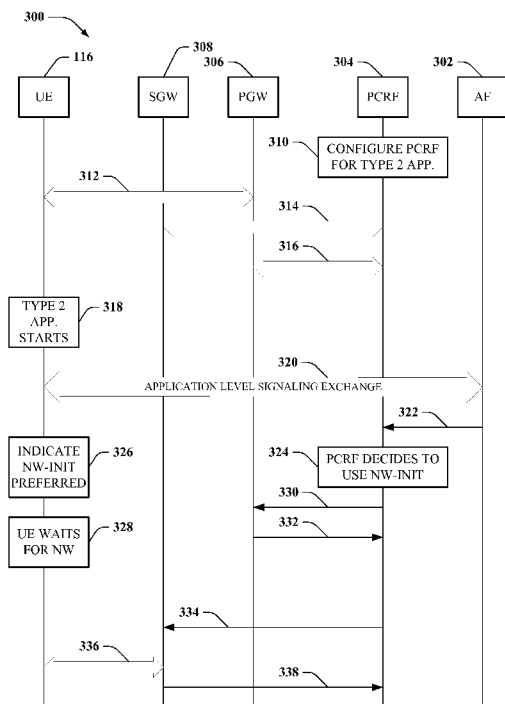 300
116
308
306
304
302
UE
SGW
PGW
PCRF
AF
310
CONFIGURE PCRF
FOR TYPE 2 APP.
312
314
316
TYPE 2
APP.
STARTS
318
320
APPLICATION LEVEL SIGNALING EXCHANGE
322
INDICATE
NW-INIT
PREFERRED
326
324
PCRF DECIDES TO
USE NW-INIT
330
UE WAITS
FOR NW
328
332
334
336
338